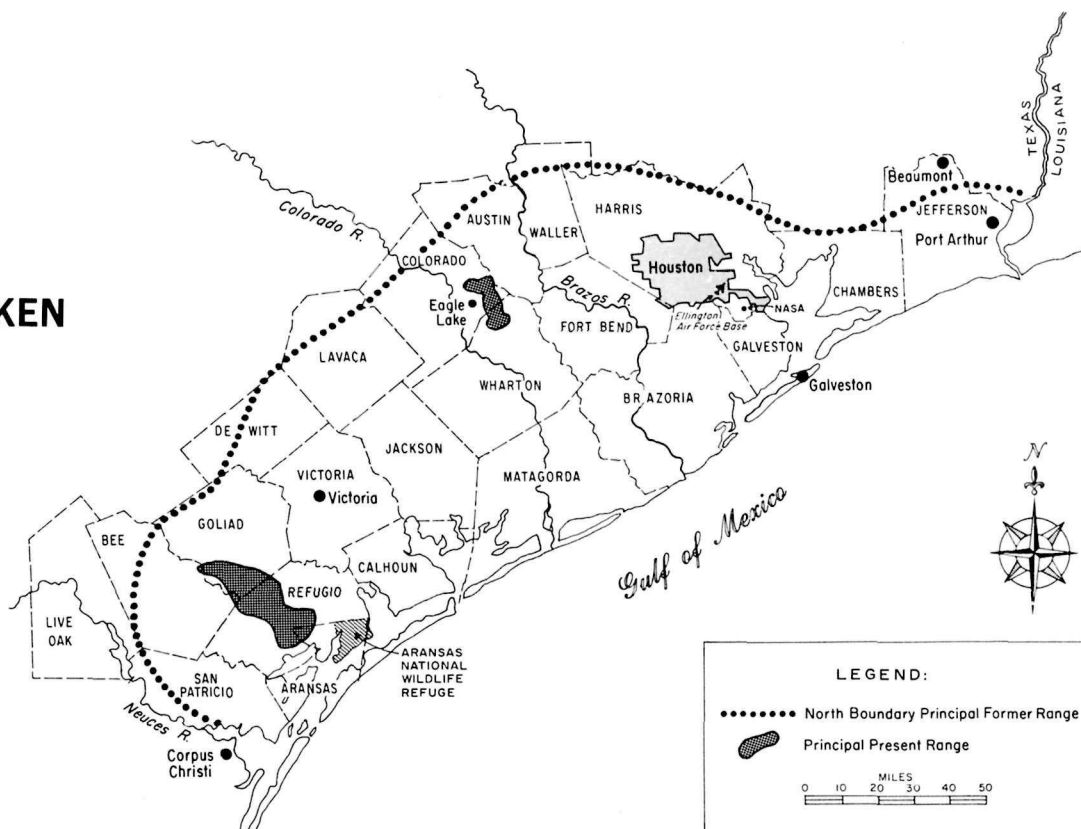 KEN
TEXAS
LOUISIANA
Beaumont
JEFFERSON
Port Arthur
HARRIS
AUSTIN
WALLER
Colorado R.
COLORADO
Houston
CHAMBERS
Eagle
Lake
Brazos R.
NASA
Ellington
Air Force Base
FORT BEND
GALVESTON
LAVACA
WHARTON
Galveston
BRAZORIA
DE WITT
JACKSON
VICTORIA
Victoria
MATAGORDA
GOLIAD
BEE
Gulf of Mexico
N
CALHOUN
REFUGIO
LIVE
OAK
ARANSAS
NATIONAL
WILDLIFE
REFUGE
SAN
PATRICIO
ARANSAS
Neuces R.
Corpus
Christi
LEGEND:
North Boundary Principal Former Range
Principal Present Range
MILES
0 10 20 30 40 50